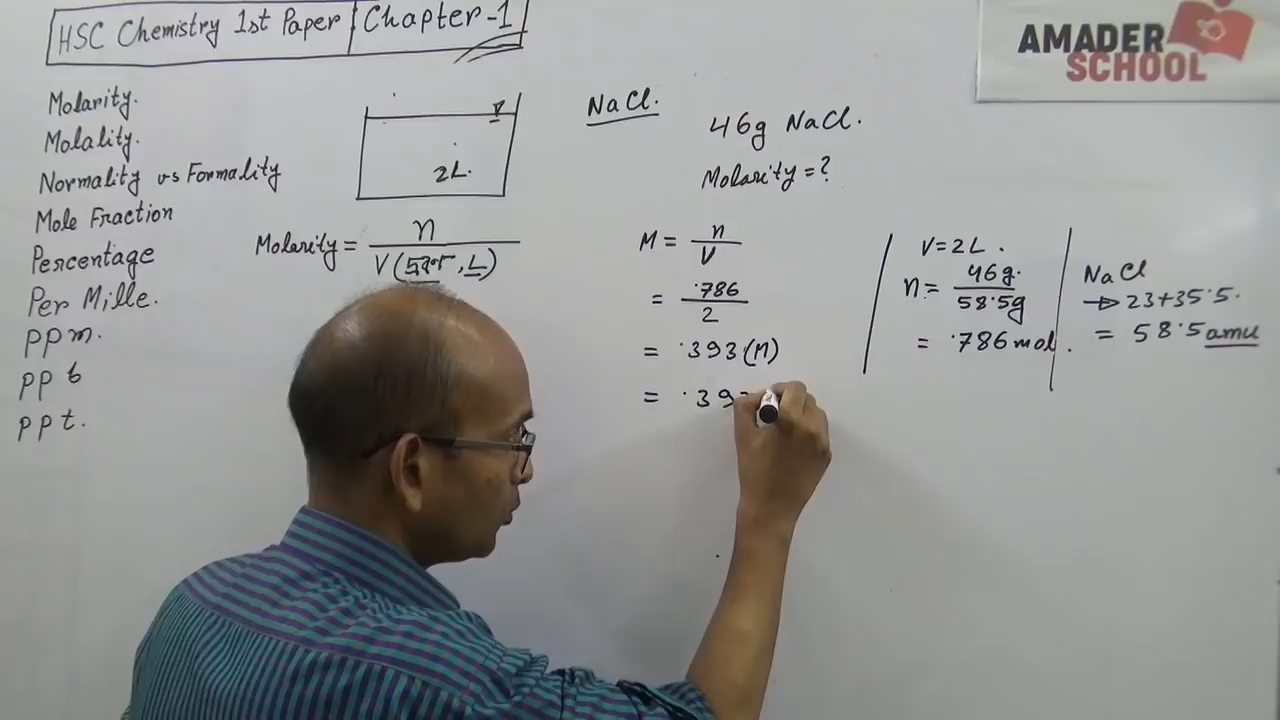 HSC Chemistry 1st Paper | Chapter-1
AMADER
SCHOOL
Molarity.
Molality.
Normality vs Formality
Mole Fraction
Percentage
Per Mille.
ppm.
ppb
ppt.
2L.
Molarity = n / V ( , L)
NaCl.
46g NaCl.
Molarity = ?
M = n / V
= .786 / 2
= .393 (M)
= .39
V = 2L.
n = 46g. / 58.5g
= .786 mol.
NaCl
→ 23+35.5.
= 58.5 amu